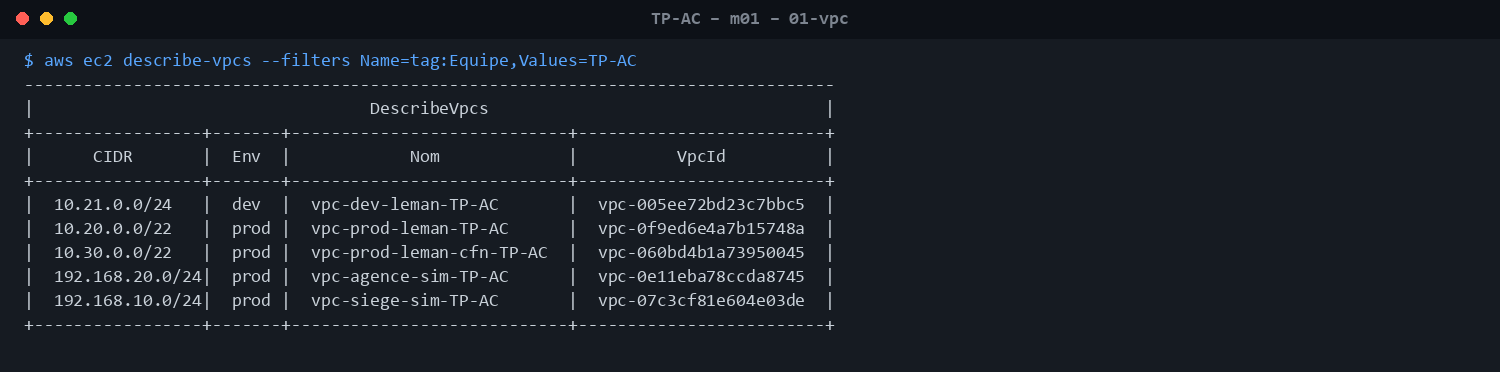 TP-AC – m01 – 01-vpc
$ aws ec2 describe-vpcs --filters Name=tag:Equipe,Values=TP-AC
----------------------------------------------------------------------------------
|                                  DescribeVpcs                                  |
+-----------------+-------+----------------------------+-------------------------+
|      CIDR       |  Env  |            Nom             |          VpcId          |
+-----------------+-------+----------------------------+-------------------------+
|  10.21.0.0/24   |  dev  |  vpc-dev-leman-TP-AC       |  vpc-005ee72bd23c7bbc5  |
|  10.20.0.0/22   |  prod |  vpc-prod-leman-TP-AC      |  vpc-0f9ed6e4a7b15748a  |
|  10.30.0.0/22   |  prod |  vpc-prod-leman-cfn-TP-AC  |  vpc-060bd4b1a73950045  |
|  192.168.20.0/24|  prod |  vpc-agence-sim-TP-AC      |  vpc-0e11eba78ccda8745  |
|  192.168.10.0/24|  prod |  vpc-siege-sim-TP-AC       |  vpc-07c3cf81e604e03de  |
+-----------------+-------+----------------------------+-------------------------+